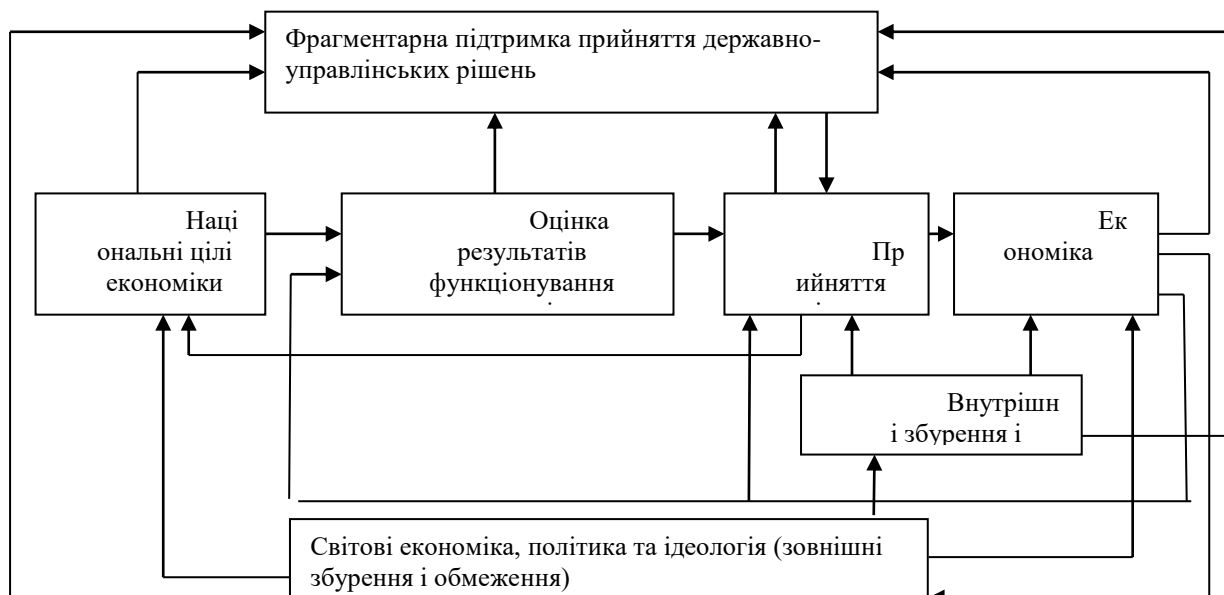 Фрагментарна підтримка прийняття державно-
управлінських рішень
Наці
ональні цілі
економіки
Оцінка
результатів
функціонування
Пр
ийняття
Ек
ономіка
Внутрішн
і збурення і
Світові економіка, політика та ідеологія (зовнішні
збурення і обмеження)